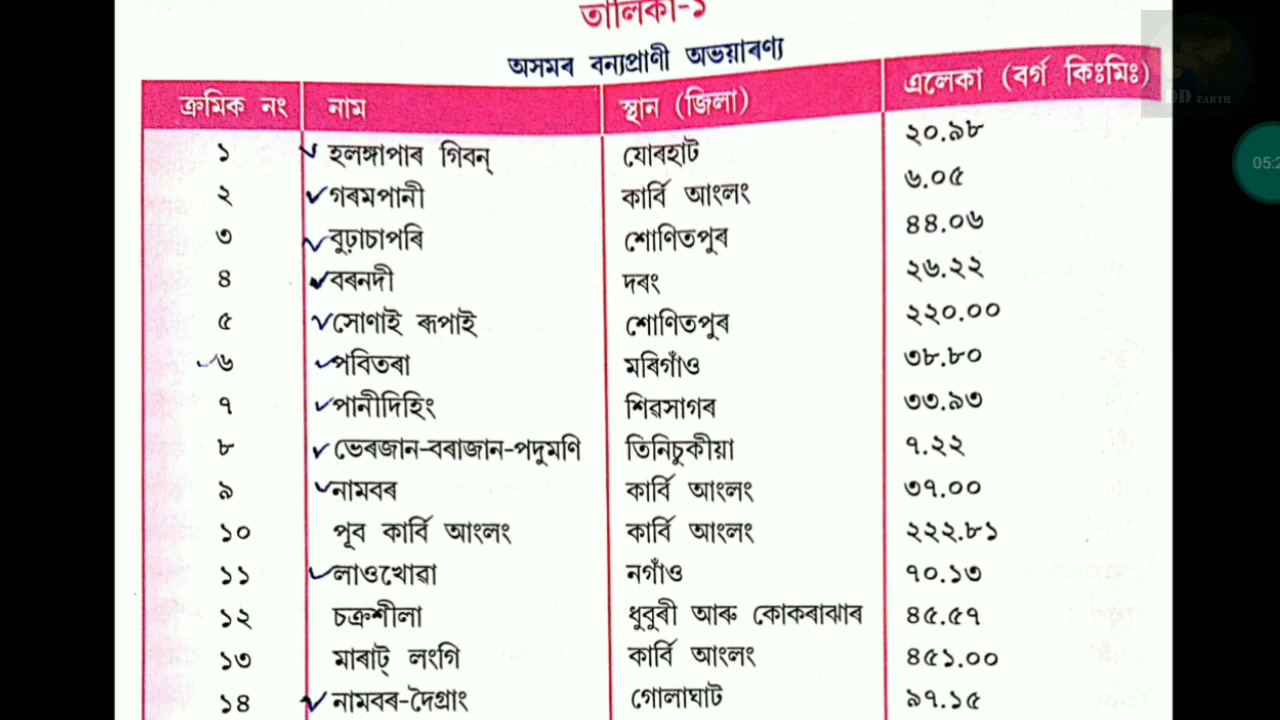 তালিকা-১
অসমৰ বন্যপ্ৰাণী অভয়াৰণ্য
ক্ৰমিক নং নাম স্থান (জিলা) এলেকা (বৰ্গ কিঃমিঃ)
১ হলঙ্গাপাৰ গিবন্ যোৰহাট ২০.৯৮
২ গৰমপানী কাৰ্বি আংলং ৬.০৫
৩ বুঢ়াচাপৰি শোণিতপুৰ ৪৪.০৬
৪ বৰনদী দৰং ২৬.২২
৫ সোণাই ৰূপাই শোণিতপুৰ ২২০.০০
৬ পবিতৰা মৰিগাঁও ৩৮.৮০
৭ পানীদিহিং শিৱসাগৰ ৩৩.৯৩
৮ ভেৰজান-বৰাজান-পদুমণি তিনিচুকীয়া ৭.২২
৯ নামবৰ কাৰ্বি আংলং ৩৭.০০
১০ পূব কাৰ্বি আংলং কাৰ্বি আংলং ২২২.৮১
১১ লাওখোৱা নগাঁও ৭০.১৩
১২ চক্ৰশীলা ধুবুৰী আৰু কোকৰাঝাৰ ৪৫.৫৭
১৩ মাৰাট্ লংগি কাৰ্বি আংলং ৪৫১.০০
১৪ নামবৰ-দৈগ্ৰাং গোলাঘাট ৯৭.১৫
DD EARTH